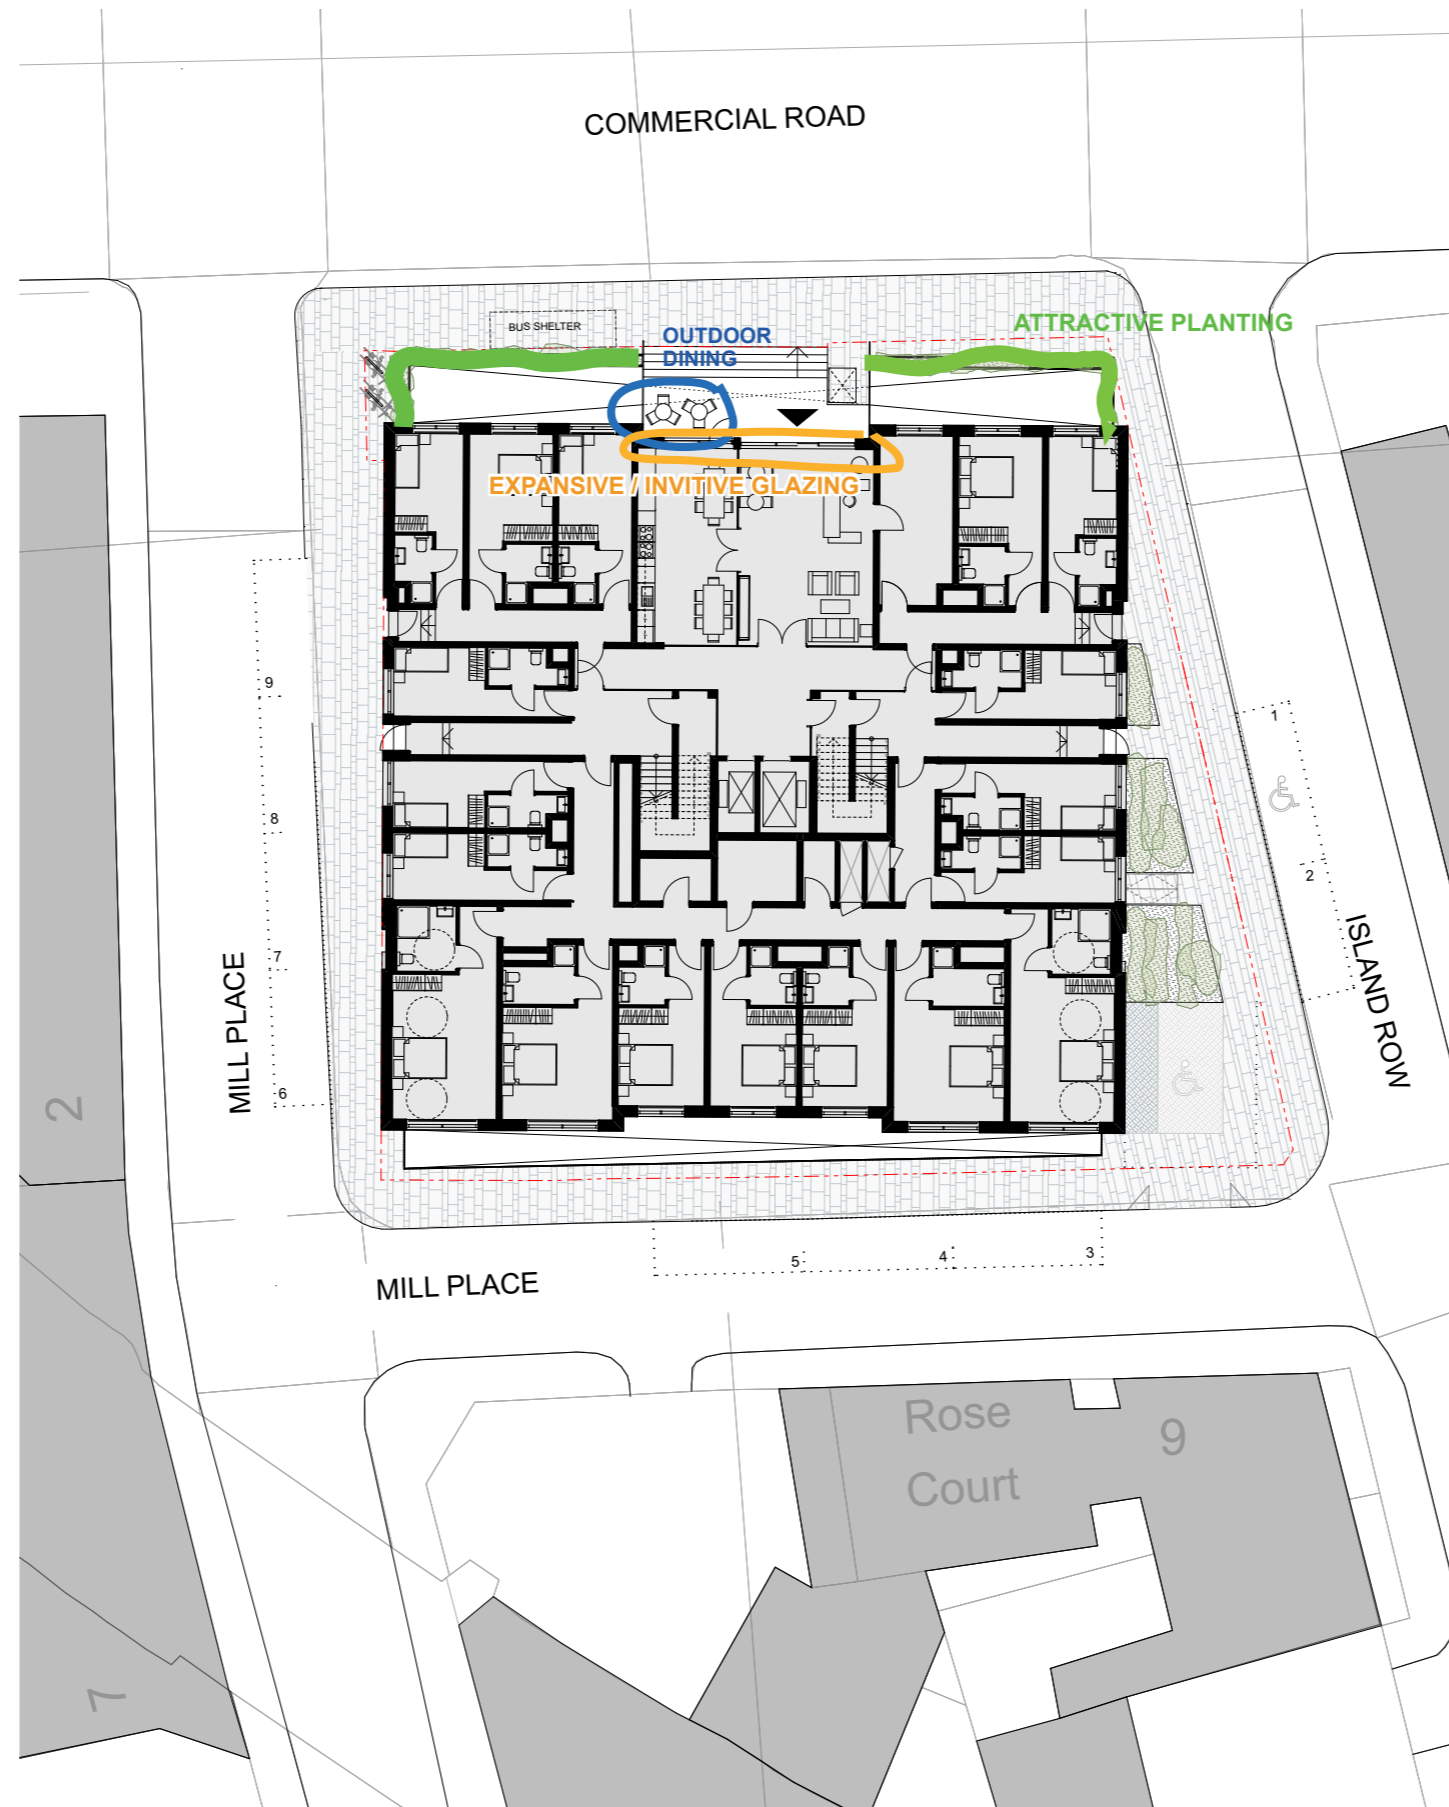 COMMERCIAL ROAD
BUS SHELTER
OUTDOOR
DINING
ATTRACTIVE PLANTING
EXPANSIVE / INVITIVE GLAZING
9
8
7
6
MILL PLACE
1
2
ISLAND ROW
2
5
4
3
MILL PLACE
Rose
Court
9
7